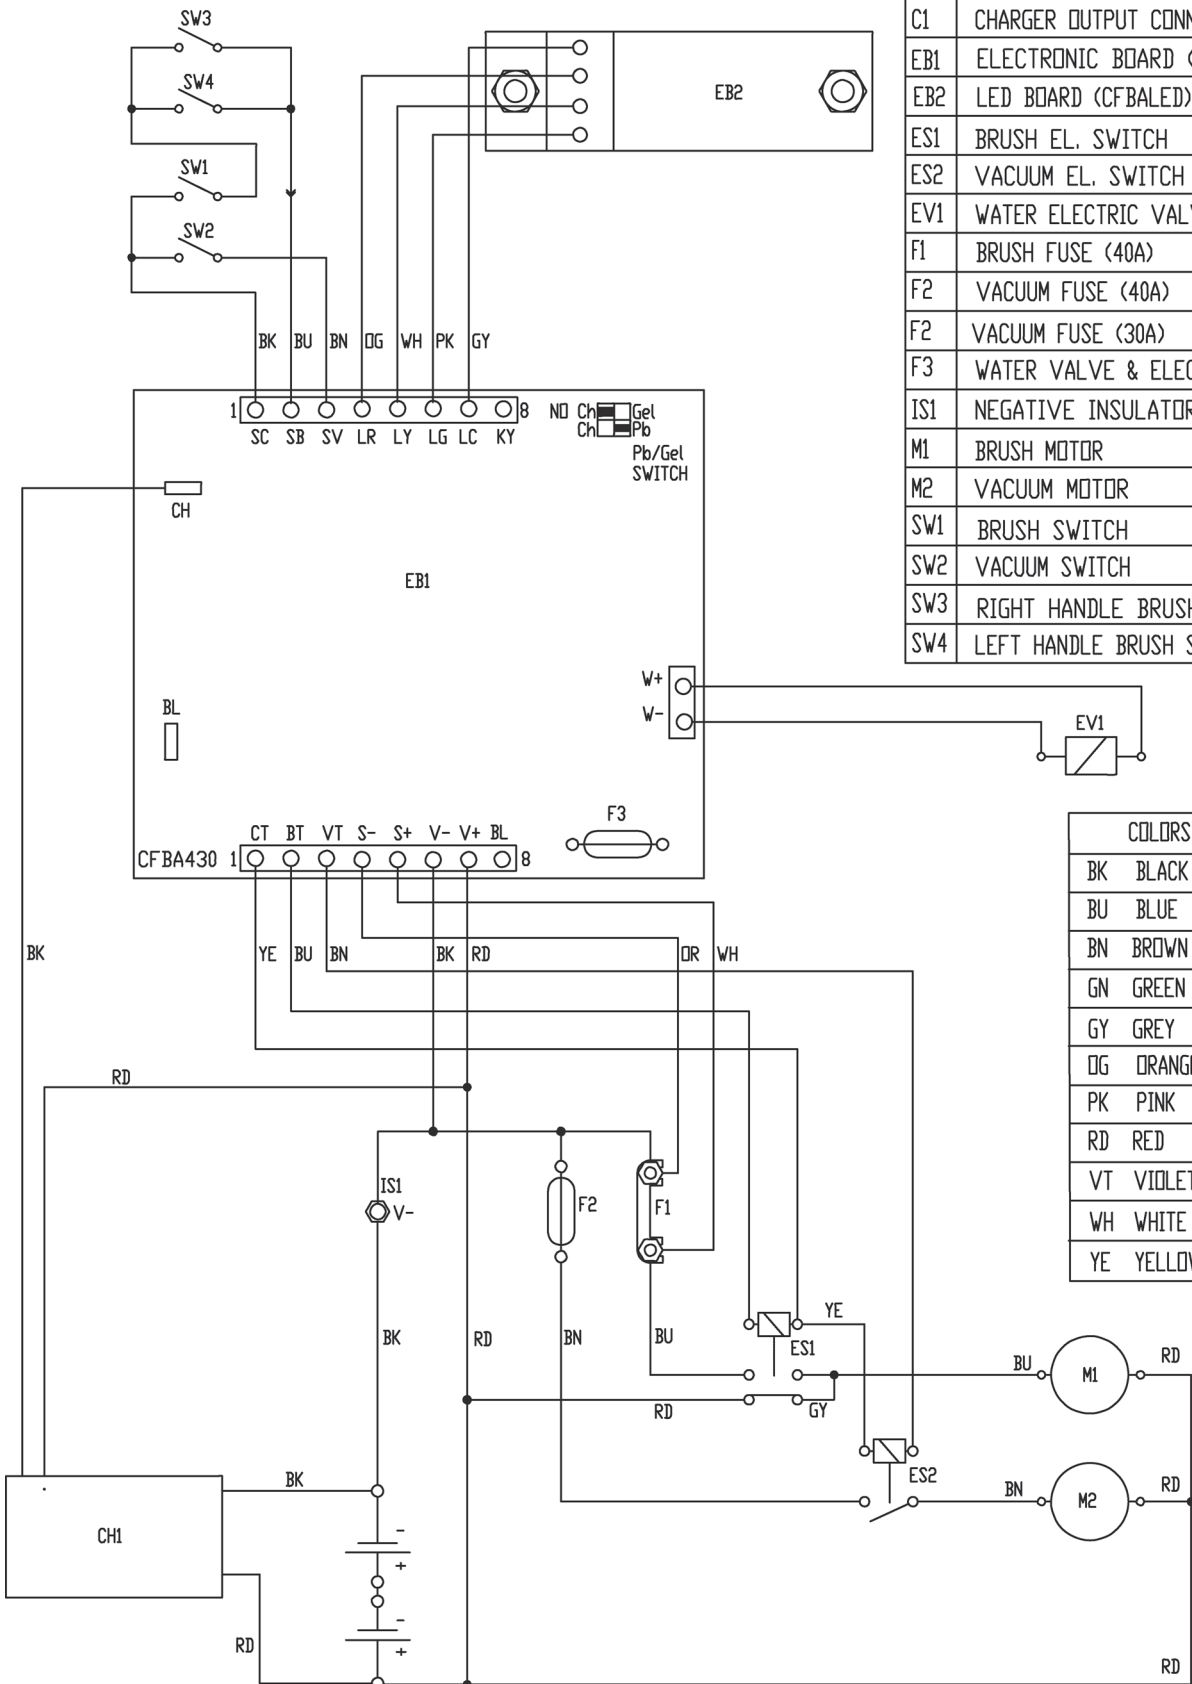 SW3
SW4
SW1
SW2
EB2
BK BU BN OG WH PK GY
1 8
SC SB SV LR LY LG LC KY
NO Ch Gel
Ch Pb
Pb/Gel
SWITCH
CH
EB1
BL
W+
W-
F3
CT BT VT S- S+ V- V+ BL
CFBA430 1 8
EV1
BK
YE BU BN BK RD OR WH
RD
IS1
V-
F2
F1
BK
RD
BN
BU
YE
ES1
RD
GY
BU
M1
RD
ES2
BN
M2
RD
BK
CH1
-
+
-
+
RD
RD
C1 CHARGER OUTPUT
EB1 ELECTRONIC BOARD
EB2 LED BOARD (CFBALED)
ES1 BRUSH EL. SWITCH
ES2 VACUUM EL. SWITCH
EV1 WATER ELECTRIC
F1 BRUSH FUSE (40A)
F2 VACUUM FUSE (40A)
F2 VACUUM FUSE (30A)
F3 WATER VALVE &
IS1 NEGATIVE INSULATOR
M1 BRUSH MOTOR
M2 VACUUM MOTOR
SW1 BRUSH SWITCH
SW2 VACUUM SWITCH
SW3 RIGHT HANDLE BRUSH
SW4 LEFT HANDLE BRUSH
COLORS
BK BLACK
BU BLUE
BN BROWN
GN GREEN
GY GREY
OG
PK PINK
RD RED
VT VIOLET
WH WHITE
YE